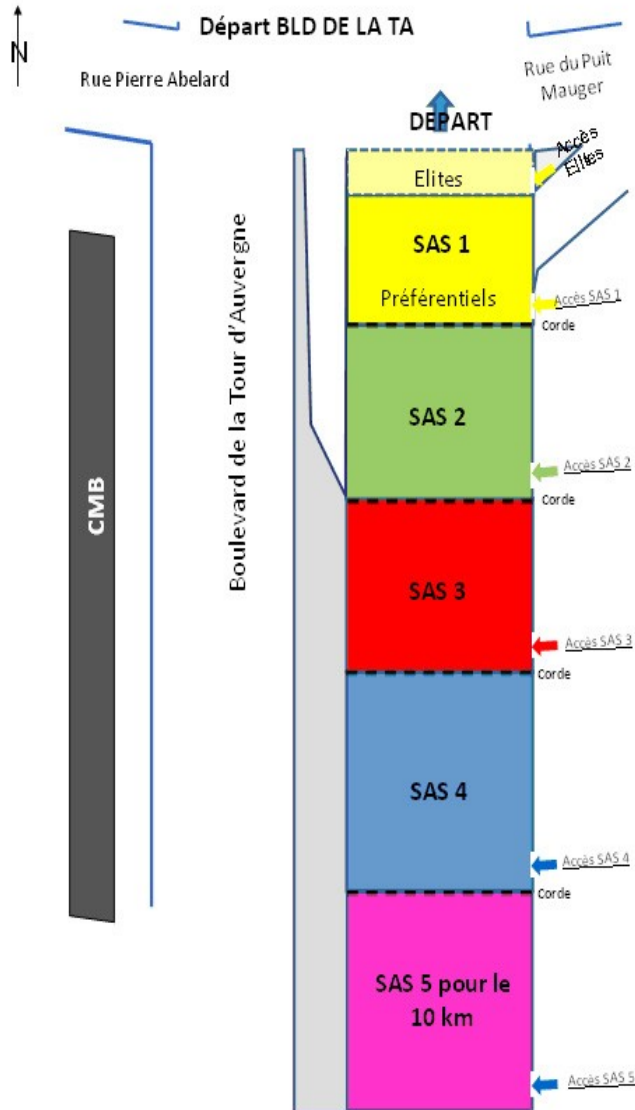 Départ BLD DE LA TA
N
Rue Pierre Abelard
Rue du Puit
Mauger
DEPART
Accès
Elites
Elites
SAS 1
Préférentiels
Accès SAS 1
Corde
Boulevard de la Tour d'Auvergne
SAS 2
Accès SAS 2
Corde
CMB
SAS 3
Accès SAS 3
Corde
SAS 4
Accès SAS 4
Corde
SAS 5 pour le
10 km
Accès SAS 5